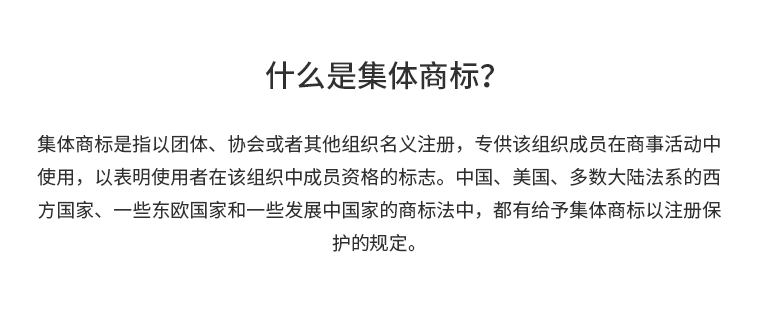 什么是集体商标？
集体商标是指以团体、协会或者其他组织名义注册，专供该组织成员在商事活动中
使用，以表明使用者在该组织中成员资格的标志。中国、美国、多数大陆法系的西
方国家、一些东欧国家和一些发展中国家的商标法中，都有给予集体商标以注册保
护的规定。